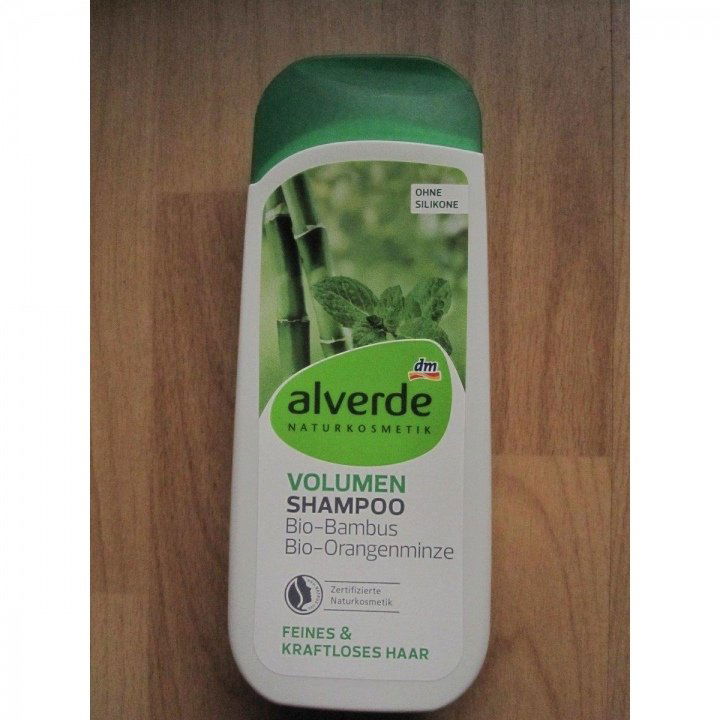 OHNE
SILIKONE
dm
alverde
NATURKOSMETIK
VOLUMEN
SHAMPOO
Bio-Bambus
Bio-Orangenminze
Zertifizierte
Naturkosmetik
FEINES &
KRAFTLOSES HAAR